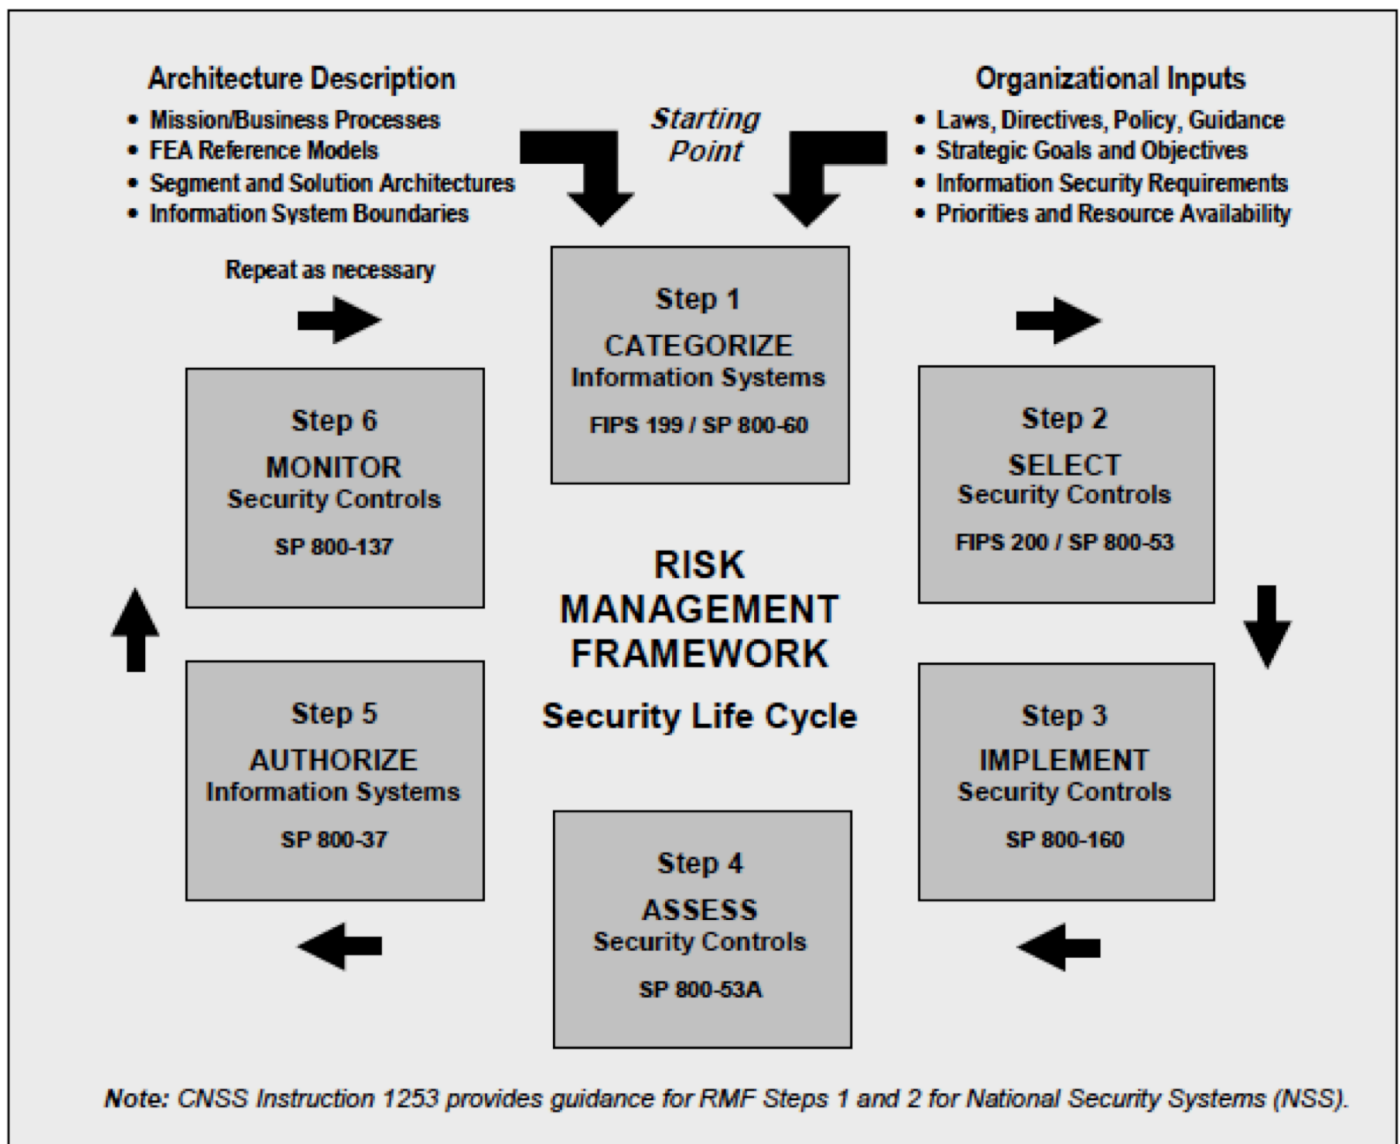 Architecture Description
• Mission/Business Processes
• FEA Reference Models
• Segment and Solution Architectures
• Information System Boundaries
Starting
Point
Organizational Inputs
• Laws, Directives, Policy, Guidance
• Strategic Goals and Objectives
• Information Security Requirements
• Priorities and Resource Availability
Repeat as necessary
Step 1
CATEGORIZE
Information Systems
FIPS 199 / SP 800-60
Step 2
SELECT
Security Controls
FIPS 200 / SP 800-53
Step 3
IMPLEMENT
Security Controls
SP 800-160
Step 4
ASSESS
Security Controls
SP 800-53A
Step 5
AUTHORIZE
Information Systems
SP 800-37
Step 6
MONITOR
Security Controls
SP 800-137
RISK
MANAGEMENT
FRAMEWORK
Security Life Cycle
Note: CNSS Instruction 1253 provides guidance for RMF Steps 1 and 2 for National Security Systems (NSS).